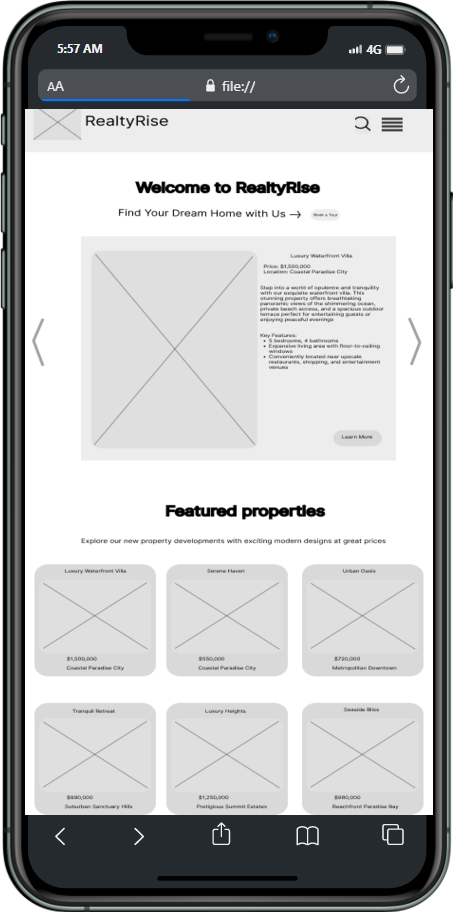 5:57 AM
4G
AA
file://
RealtyRise
Welcome to RealtyRise
Find Your Dream Home with Us →
Book a Tour
Luxury Waterfront Villa
Price: $1,500,000
Location: Coastal Paradise City
Step into a world of opulence and tranquility
with our exquisite waterfront villa. This
stunning property offers breathtaking
panoramic views of the shimmering ocean,
private beach access, and a spacious outdoor
terrace perfect for entertaining guests or
enjoying peaceful evenings
Key Features:
• 5 bedrooms, 4 bathrooms
• Expansive living area with floor-to-ceiling
windows
• Conveniently located near upscale
restaurants, shopping, and entertainment
venues
Learn More
Featured properties
Explore our new property developments with exciting modern designs at great prices
Luxury Waterfront Villa
$1,500,000
Coastal Paradise City
Serene Haven
$550,000
Coastal Paradise City
Urban Oasis
$720,000
Metropolitan Downtown
Tranquil Retreat
$890,000
Suburban Sanctuary Hills
Luxury Heights
$1,250,000
Prestigious Summit Estates
Seaside Bliss
$980,000
Beachfront Paradise Bay